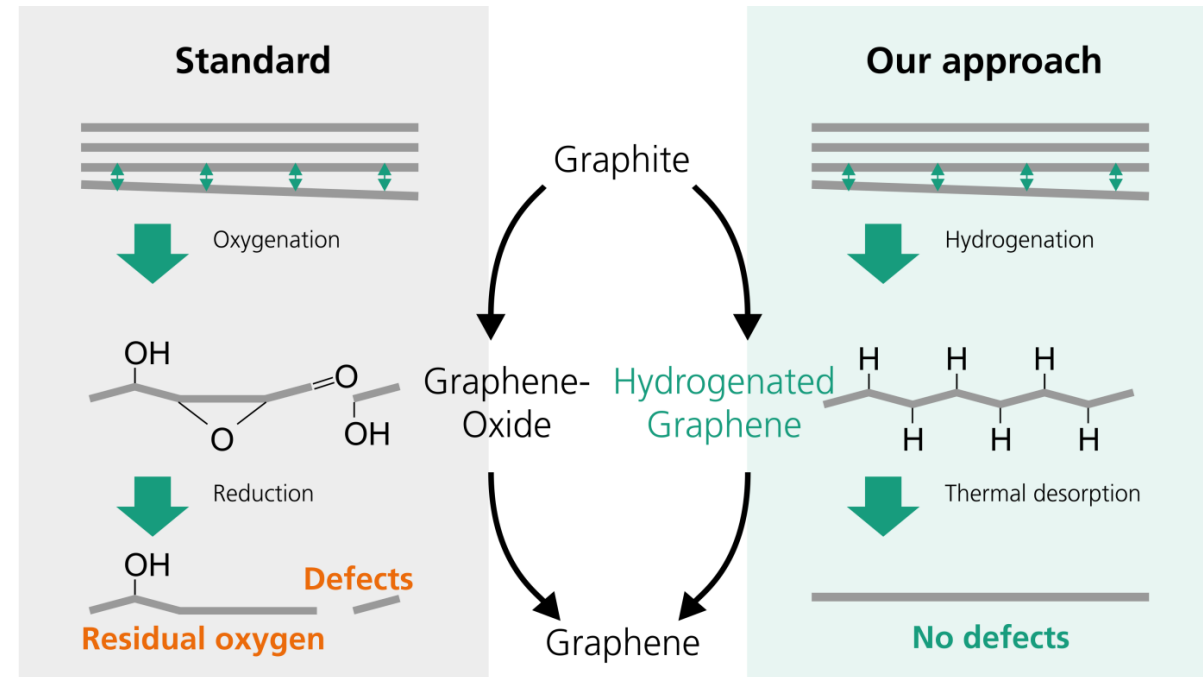 Standard
Oxygenation
OH
O
O
OH
Reduction
OH
Defects
Residual oxygen
Graphite
Graphene-
Oxide
Hydrogenated
Graphene
Graphene
Our approach
Hydrogenation
H H H
H H H
Thermal desorption
No defects